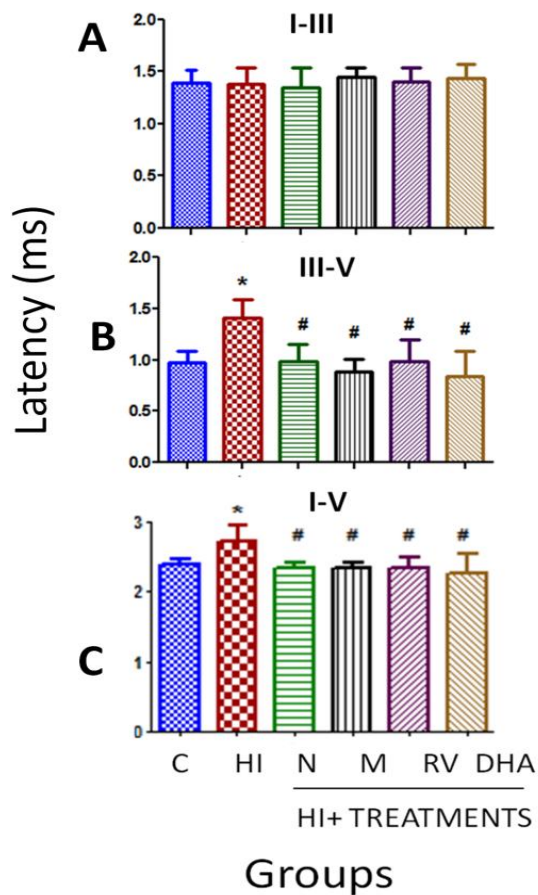 A
I-III
2.0
1.5
1.0
0.5
0.0
Latency (ms)
B
III-V
2.0
1.5
1.0
0.5
0.0
* # # # #
C
I-V
3
2
1
0
* # # # #
C HI N M RV DHA
HI+ TREATMENTS
Groups